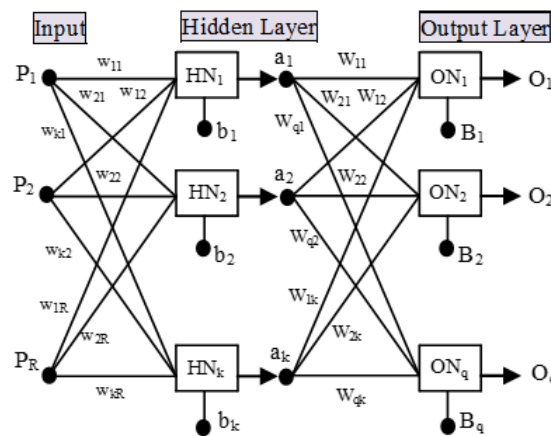 Input Hidden Layer Output Layer
P1 w11 HN1 a1 W11 ON1 O1
w21 w12 W21 W12
wk1 b1 Wq1 B1
P2 w22 HN2 a2 W22 ON2 O2
wk2 b2 Wq2 B2
w1R W1k
w2R W2k
PR HNk ak ONq O
wkR bk Wqk Bq